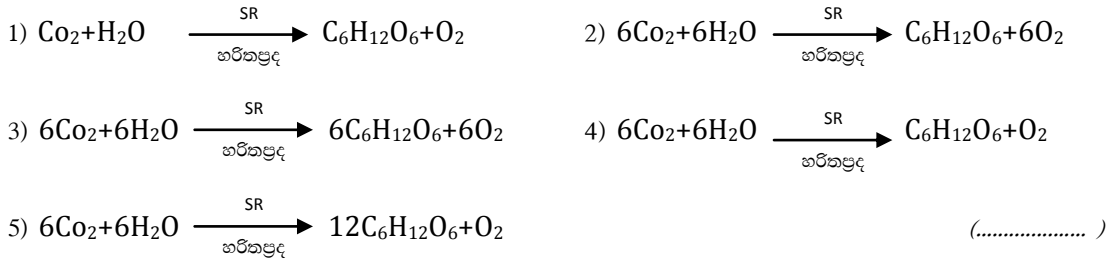 1) Co₂+H₂O SR හරිතප්‍රද C₆H₁₂O₆+O₂ 2) 6Co₂+6H₂O SR හරිතප්‍රද C₆H₁₂O₆+6O₂
3) 6Co₂+6H₂O SR හරිතප්‍රද 6C₆H₁₂O₆+6O₂ 4) 6Co₂+6H₂O SR හරිතප්‍රද C₆H₁₂O₆+O₂
5) 6Co₂+6H₂O SR හරිතප්‍රද 12C₆H₁₂O₆+O₂ (.................... )